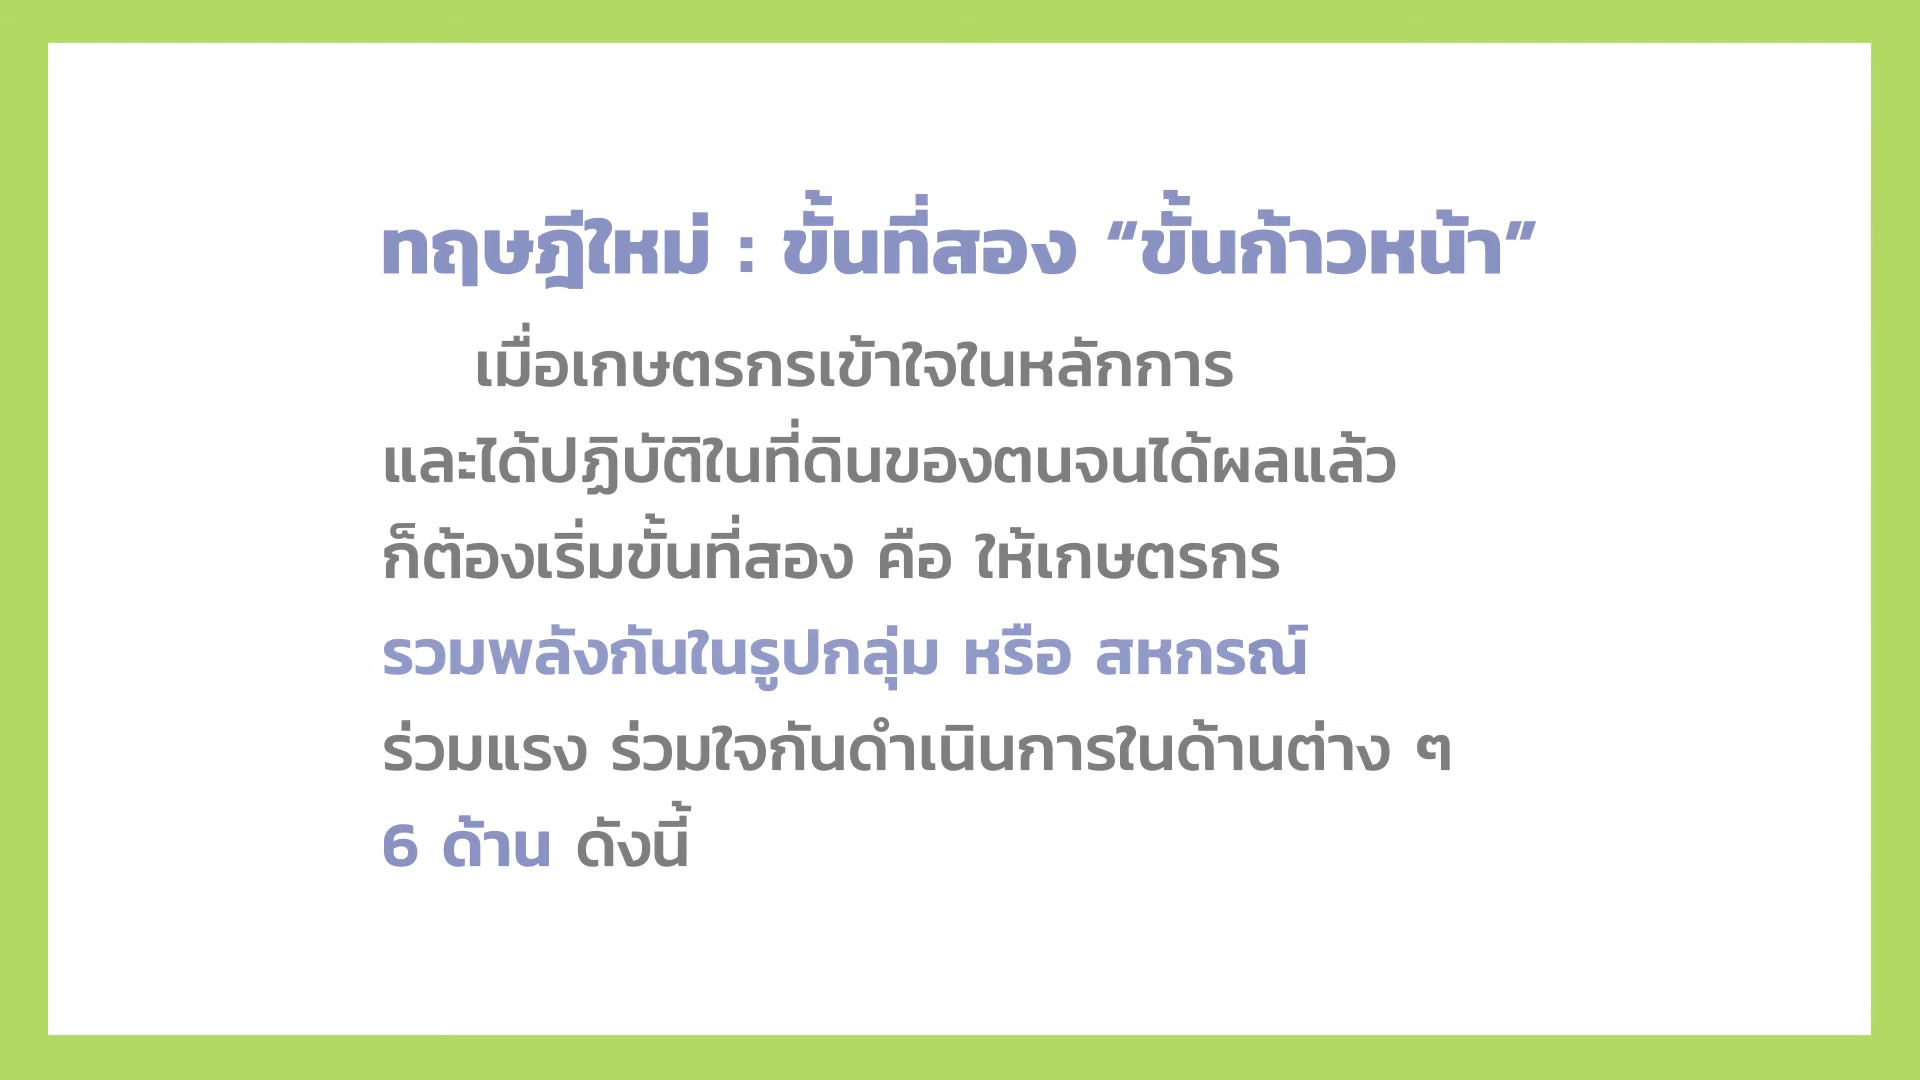 ทฤษฎีใหม่ : ขั้นที่สอง “ขั้นก้าวหน้า”
เมื่อเกษตรกรเข้าใจในหลักการ
และได้ปฏิบัติในที่ดินของตนจนได้ผลแล้ว
ก็ต้องเริ่มขั้นที่สอง คือ ให้เกษตรกร
รวมพลังกันในรูปกลุ่ม หรือ สหกรณ์
ร่วมแรง ร่วมใจกันดำเนินการในด้านต่าง ๆ
6 ด้าน ดังนี้